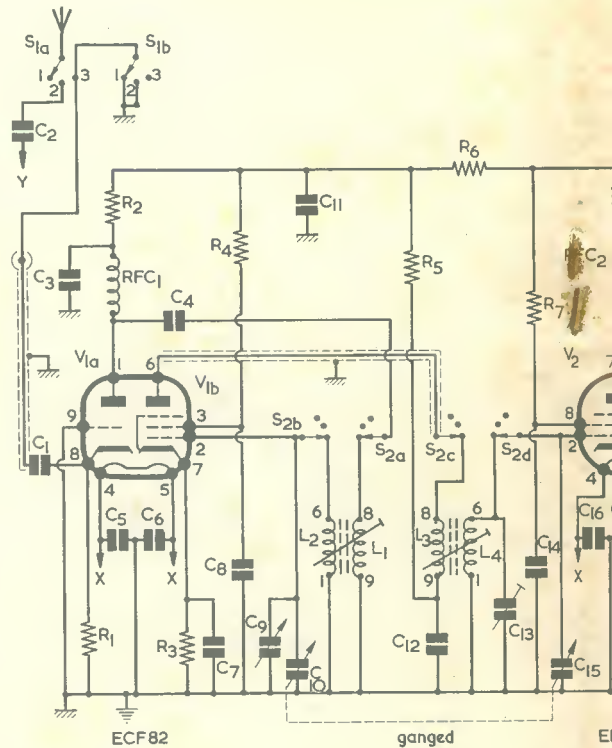 S1a
S1b
1 2 3
1 2 3
C2
Y
R6
R2
C11
R4
R5
C3
RFC1
C2
R7
C4
V1a
1
6
V1b
V2
7
9
3
8
2
S2b
S2a
S2c
S2d
8
2
C1
8
4
5
7
4
6
8
8
6
C5
C6
L2
L1
L3
L4
C16
C
X
X
C8
1
9
9
1
C14
X
R1
R3
C7
C9
C10
C12
C13
C15
ECF82
ganged